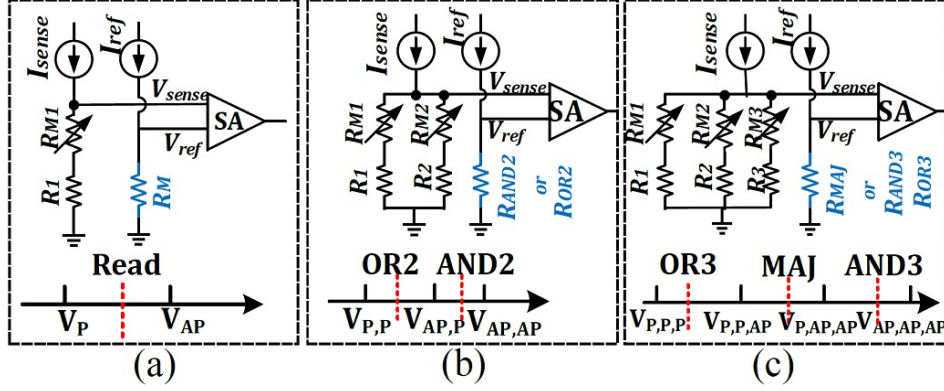 Isense Iref
Vsense
SA
RM1
Vref
R1
RM
Read
VP VAP
(a)
Isense Iref
Vsense
SA
RM1 RM2
Vref
R1 R2
RAND2
or
ROR2
OR2 AND2
VP,P VAP,P VAP,AP
(b)
Isense Iref
Vsense
SA
RM1 RM2 RM3
Vref
R1 R2 R3
RMAJ
or
RAND3
ROR3
OR3 MAJ AND3
VP,P,P VP,P,AP VP,AP,AP VAP,AP,AP
(c)